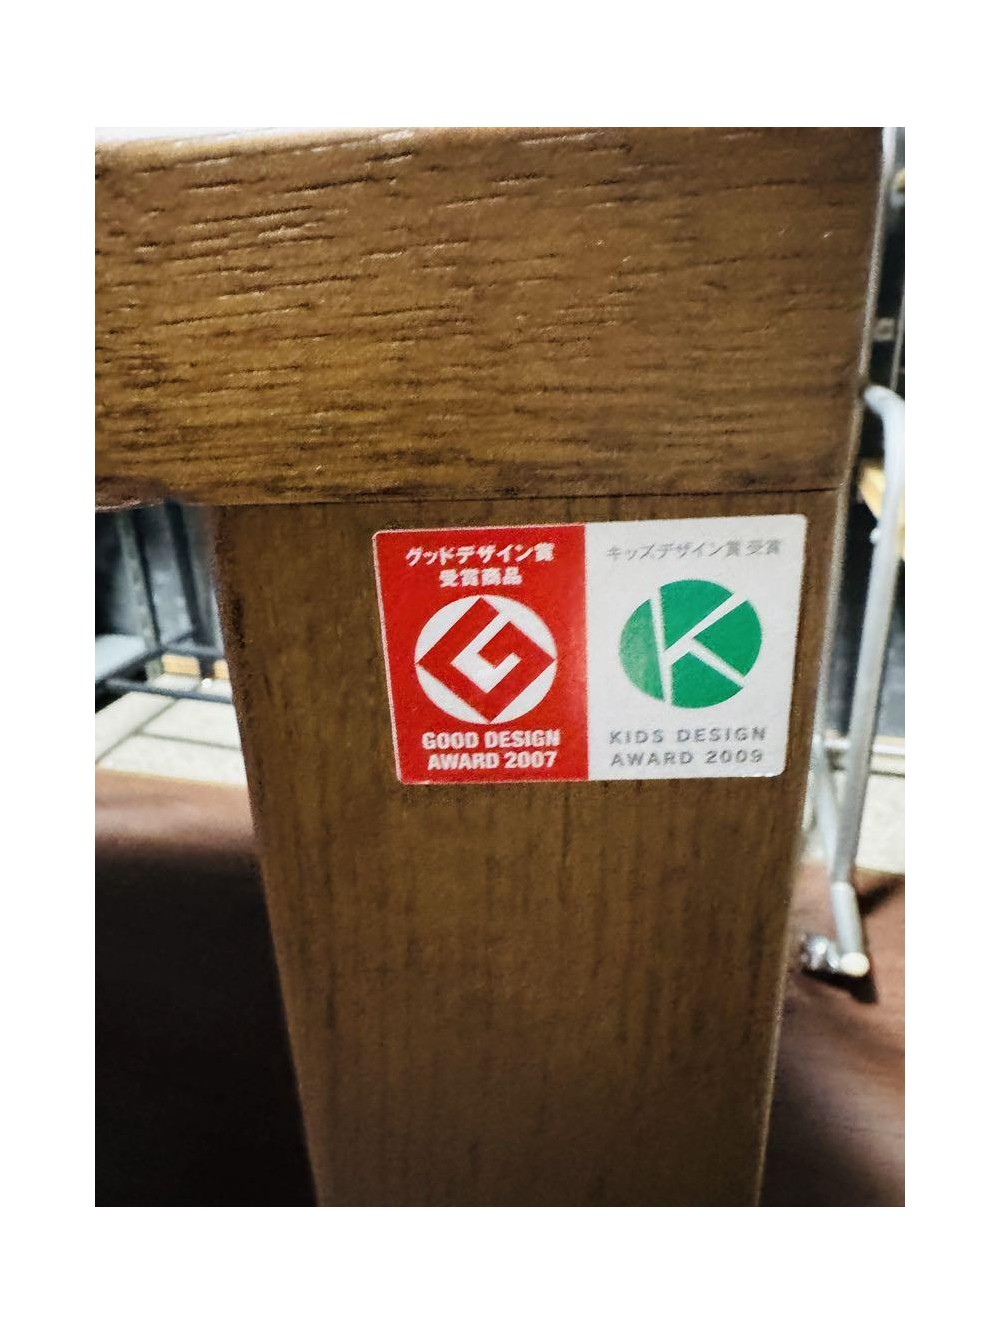 グッドデザイン賞
受賞商品
G
GOOD DESIGN
AWARD 2007
キッズデザイン賞 受賞
K
KIDS DESIGN
AWARD 2009